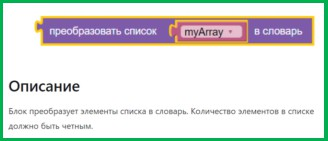 преобразовать список myArray в словарь
Описание
Блок преобразует элементы списка в словарь. Количество элементов в списке
должно быть четным.